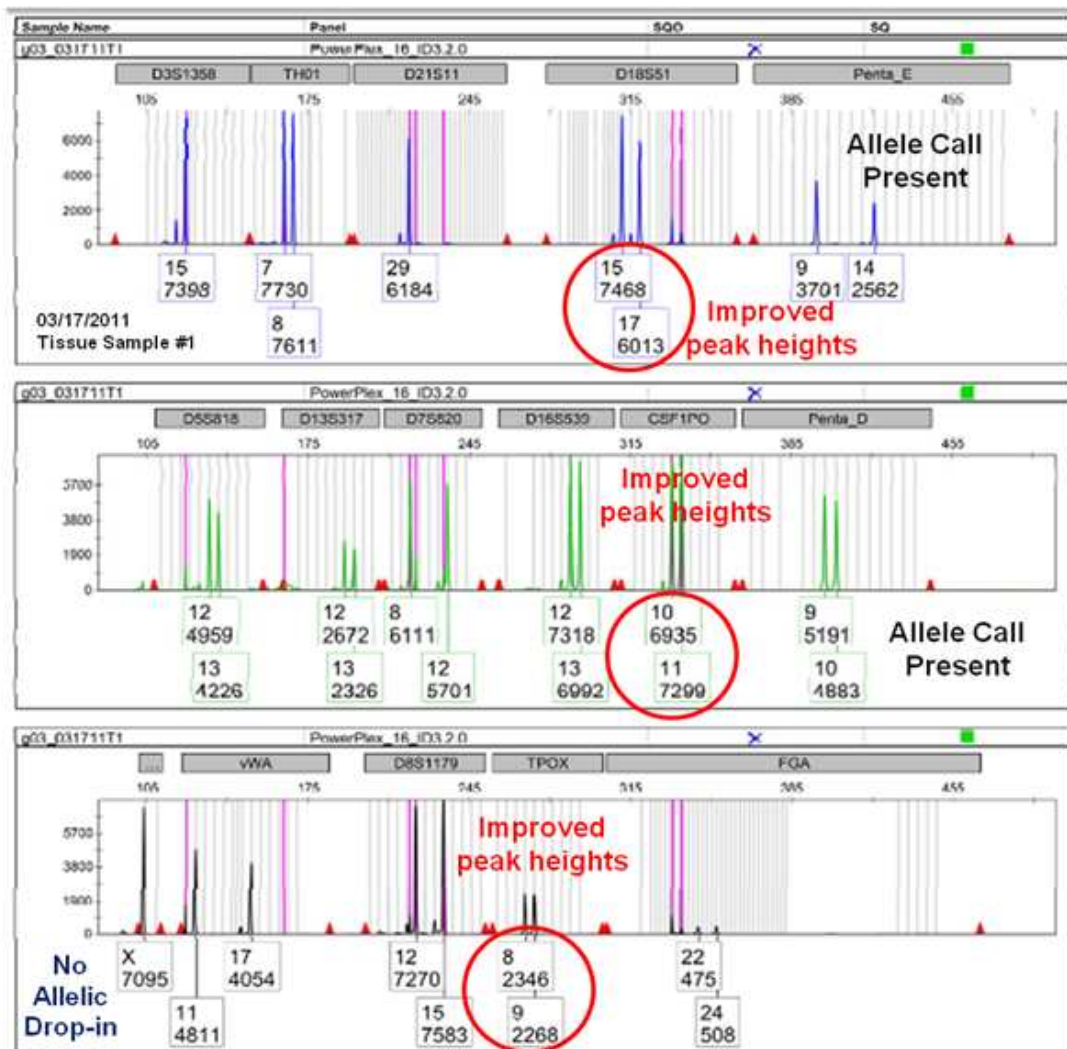 Sample Name Panel SQO SQ
g03_031711T1 PowerPlex_16_ID3.2.0
D3S1358 TH01 D21S11 D18S51 Penta_E
105 175 245 315 385 455
6000
4000
2000
0
Allele Call
Present
15
7398
7
7730
8
7611
29
6184
15
7468
17
6013
9
3701
14
2562
Improved
peak heights
03/17/2011
Tissue Sample #1
g03_031711T1 PowerPlex_16_ID3.2.0
D5S818 D13S317 D7S820 D16S539 CSF1PO Penta_D
105 175 245 315 385 455
5700
3800
1900
0
Improved
peak heights
12
4959
13
4226
12
2672
13
2326
8
6111
12
5701
12
7318
13
6992
10
6935
11
7299
9
5191
10
4883
Allele Call
Present
g03_031711T1 PowerPlex_16_ID3.2.0
... vWA D8S1179 TPOX FGA
105 175 245 315 385 455
5700
3800
1900
0
Improved
peak heights
No
Allelic
Drop-in
X
7095
11
4811
17
4054
12
7270
15
7583
8
2346
9
2268
22
475
24
508